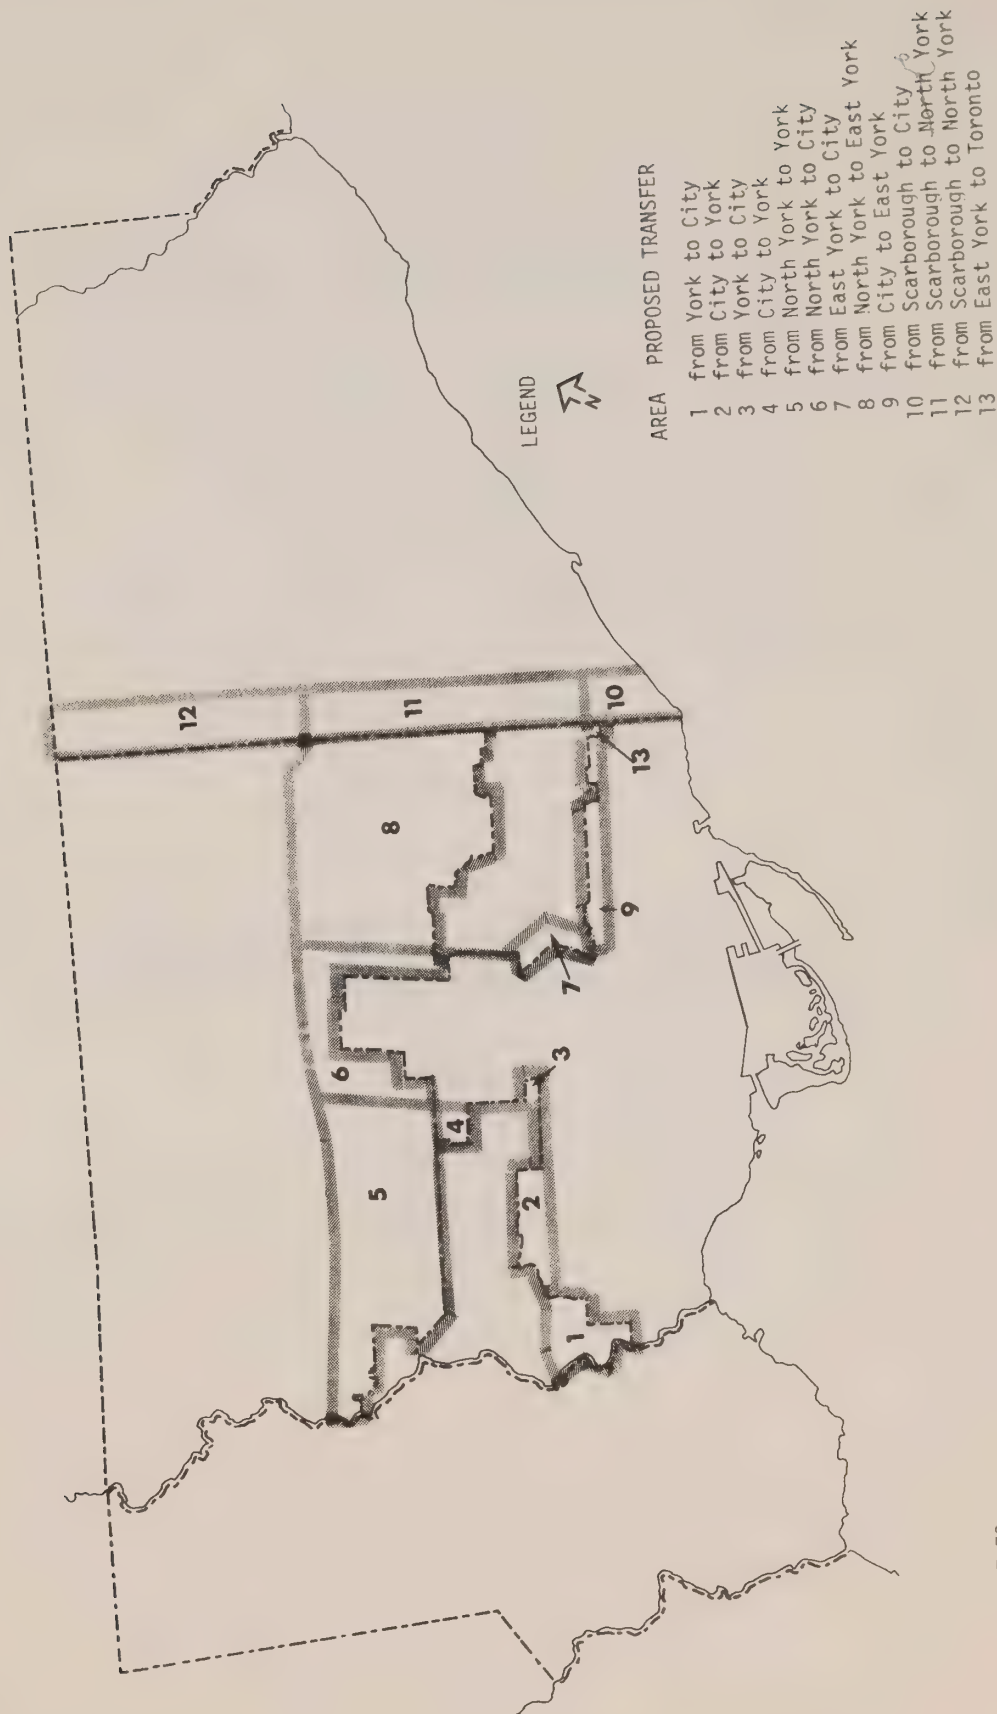 LEGEND
N
AREA PROPOSED TRANSFER
1 from York to City
2 from City to York
3 from York to City
4 from City to York
5 from North York to York
6 from North York to City
7 from East York to City
8 from North York to East York
9 from City to East York
10 from Scarborough to City
11 from Scarborough to North York
12 from Scarborough to North York
13 from East York to Toronto
12
11
10
13
8
9
7
6
3
4
5
2
1